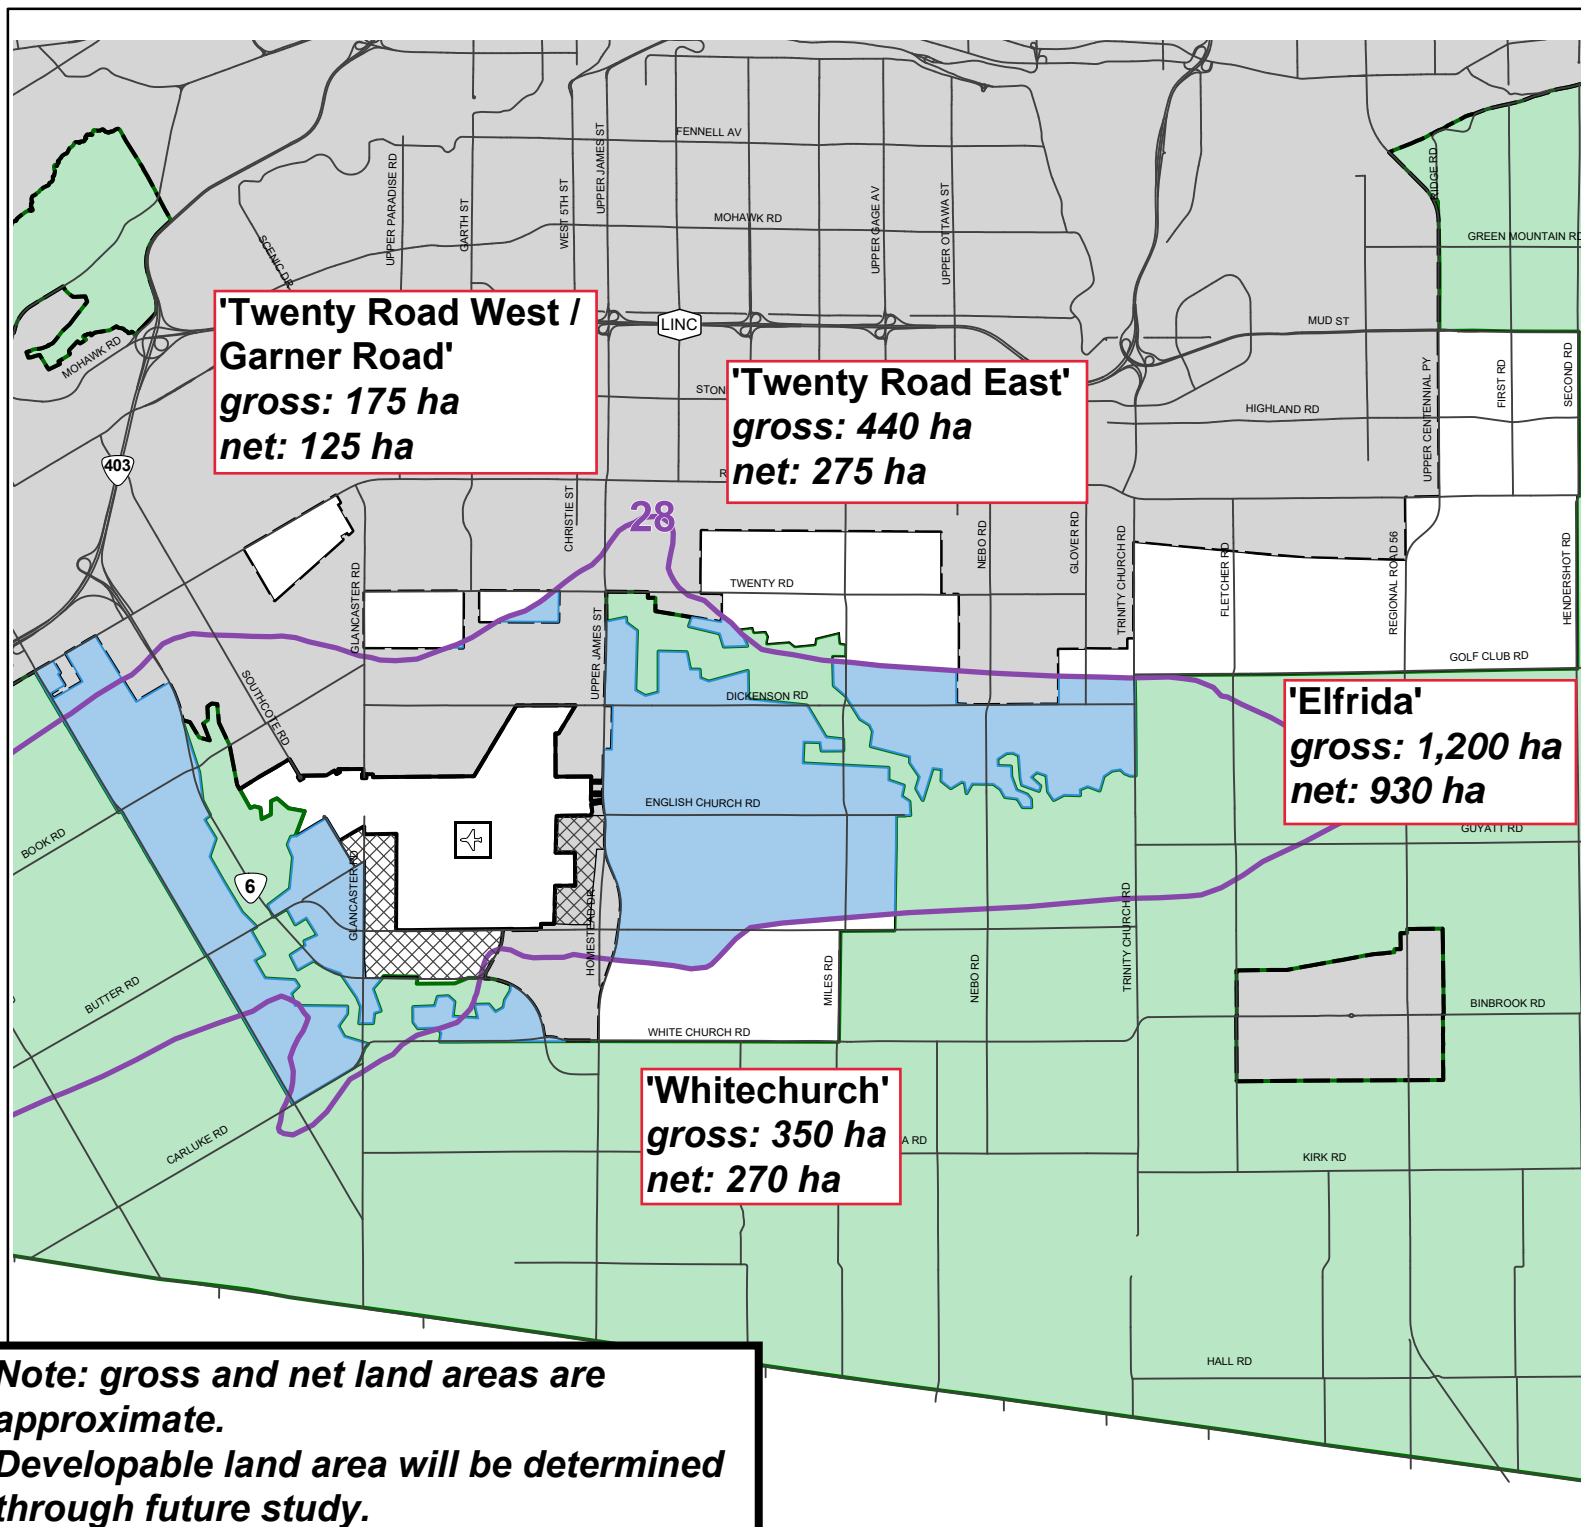 FENNELL AV
UPPER JAMES ST
UPPER PARADISE RD
GARTH ST
WEST 5TH ST
MOHAWK RD
UPPER GAGE AV
UPPER OTTAWA ST
SCENIC DR
RIDGE RD
GREEN MOUNTAIN RD
'Twenty Road West /
Garner Road'
gross: 175 ha
net: 125 ha
LINC
MUD ST
MOHAWK RD
'Twenty Road East'
gross: 440 ha
net: 275 ha
STON
HIGHLAND RD
UPPER CENTENNIAL PY
FIRST RD
SECOND RD
403
R
CHRISTIE ST
28
NEBO RD
GLOVER RD
TRINITY CHURCH RD
FLETCHER RD
REGIONAL ROAD 56
HENDERSHOT RD
TWENTY RD
GLANCASTER RD
UPPER JAMES ST
GOLF CLUB RD
SOUTHCOTE RD
DICKENSON RD
'Elfrida'
gross: 1,200 ha
net: 930 ha
ENGLISH CHURCH RD
GUYATT RD
BOOK RD
6
GLANCASTER RD
HOMESTEAD DR
MILES RD
NEBO RD
TRINITY CHURCH RD
BUTTER RD
BINBROOK RD
WHITE CHURCH RD
'Whitechurch'
gross: 350 ha
net: 270 ha
A RD
CARLUKE RD
KIRK RD
HALL RD
Note: gross and net land areas are
approximate.
Developable land area will be determined
through future study.